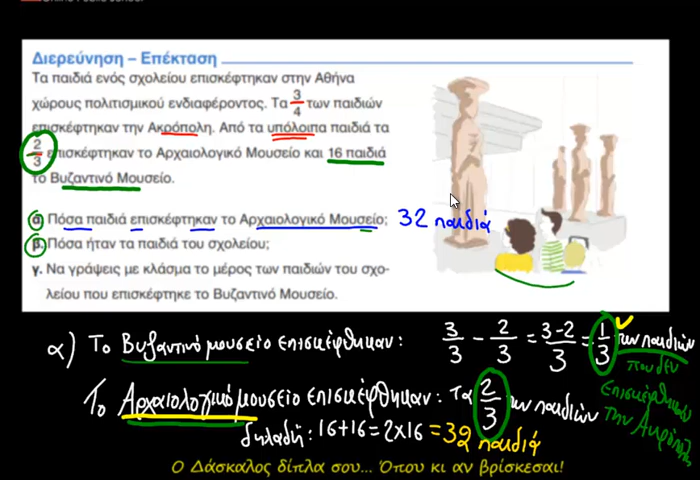 Διερεύνηση – Επέκταση
Τα παιδιά ενός σχολείου επισκέφτηκαν στην Αθήνα
χώρους πολιτισμικού ενδιαφέροντος. Τα 3/4 των παιδιών
επισκέφτηκαν την Ακρόπολη. Από τα υπόλοιπα παιδιά τα
2/3 επισκέφτηκαν το Αρχαιολογικό Μουσείο και 16 παιδιά
το Βυζαντινό Μουσείο.
α. Πόσα παιδιά επισκέφτηκαν το Αρχαιολογικό Μουσείο; 32 παιδιά
β. Πόσα ήταν τα παιδιά του σχολείου;
γ. Να γράψεις με κλάσμα το μέρος των παιδιών του σχο-
λείου που επισκέφτηκε το Βυζαντινό Μουσείο.
α) Το Βυζαντινό μουσείο επισκέφθηκαν: 3/3 - 2/3 = 3-2/3 = 1/3 των παιδιών
που δεν
επισκέφθηκαν
την Ακρόπολη
Το Αρχαιολογικό μουσείο επισκέφθηκαν: Τα 2/3 των παιδιών
δηλαδή: 16+16=2×16=32 παιδιά
Ο Δάσκαλος δίπλα σου... Όπου κι αν βρίσκεσαι!